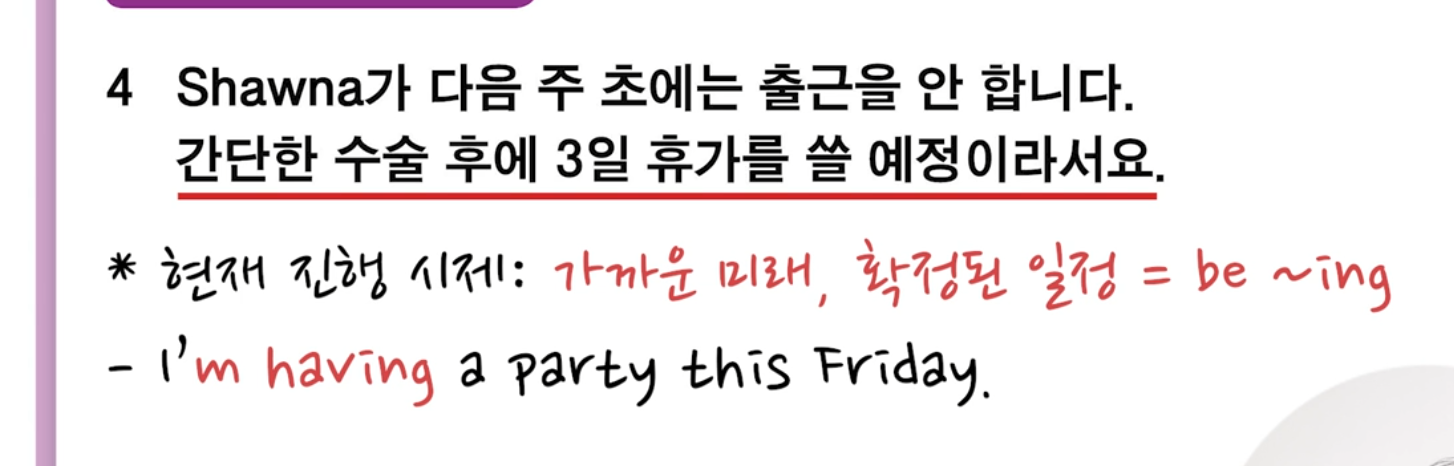 4 Shawna가 다음 주 초에는 출근을 안 합니다.
간단한 수술 후에 3일 휴가를 쓸 예정이라서요.
* 현재 진행 시제: 가까운 미래, 확정된 일정 = be ~ing
- I'm having a party this Friday.